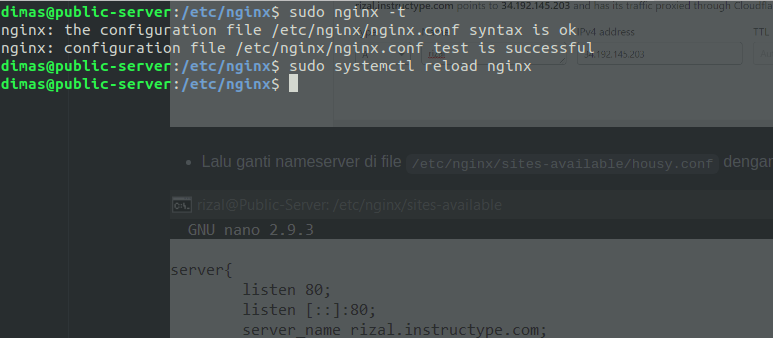 dimas@public-server:/etc/nginx$ sudo nginx -t
rizal.instructype.com points to 34.192.145.203 and has its traffic proxied through Cloudfla
nginx: the configuration file /etc/nginx/nginx.conf syntax is ok
IPv4 address
TTL
nginx: configuration file /etc/nginx/nginx.conf test is successful
34.192.145.203
dimas@public-server:/etc/nginx$ sudo systemctl reload nginx
dimas@public-server:/etc/nginx$
Lalu ganti nameserver di file /etc/nginx/sites-available/housy.conf dengan
rizal@Public-Server: /etc/nginx/sites-available
GNU nano 2.9.3
server{
listen 80;
listen [::]:80;
server_name rizal.instructype.com;